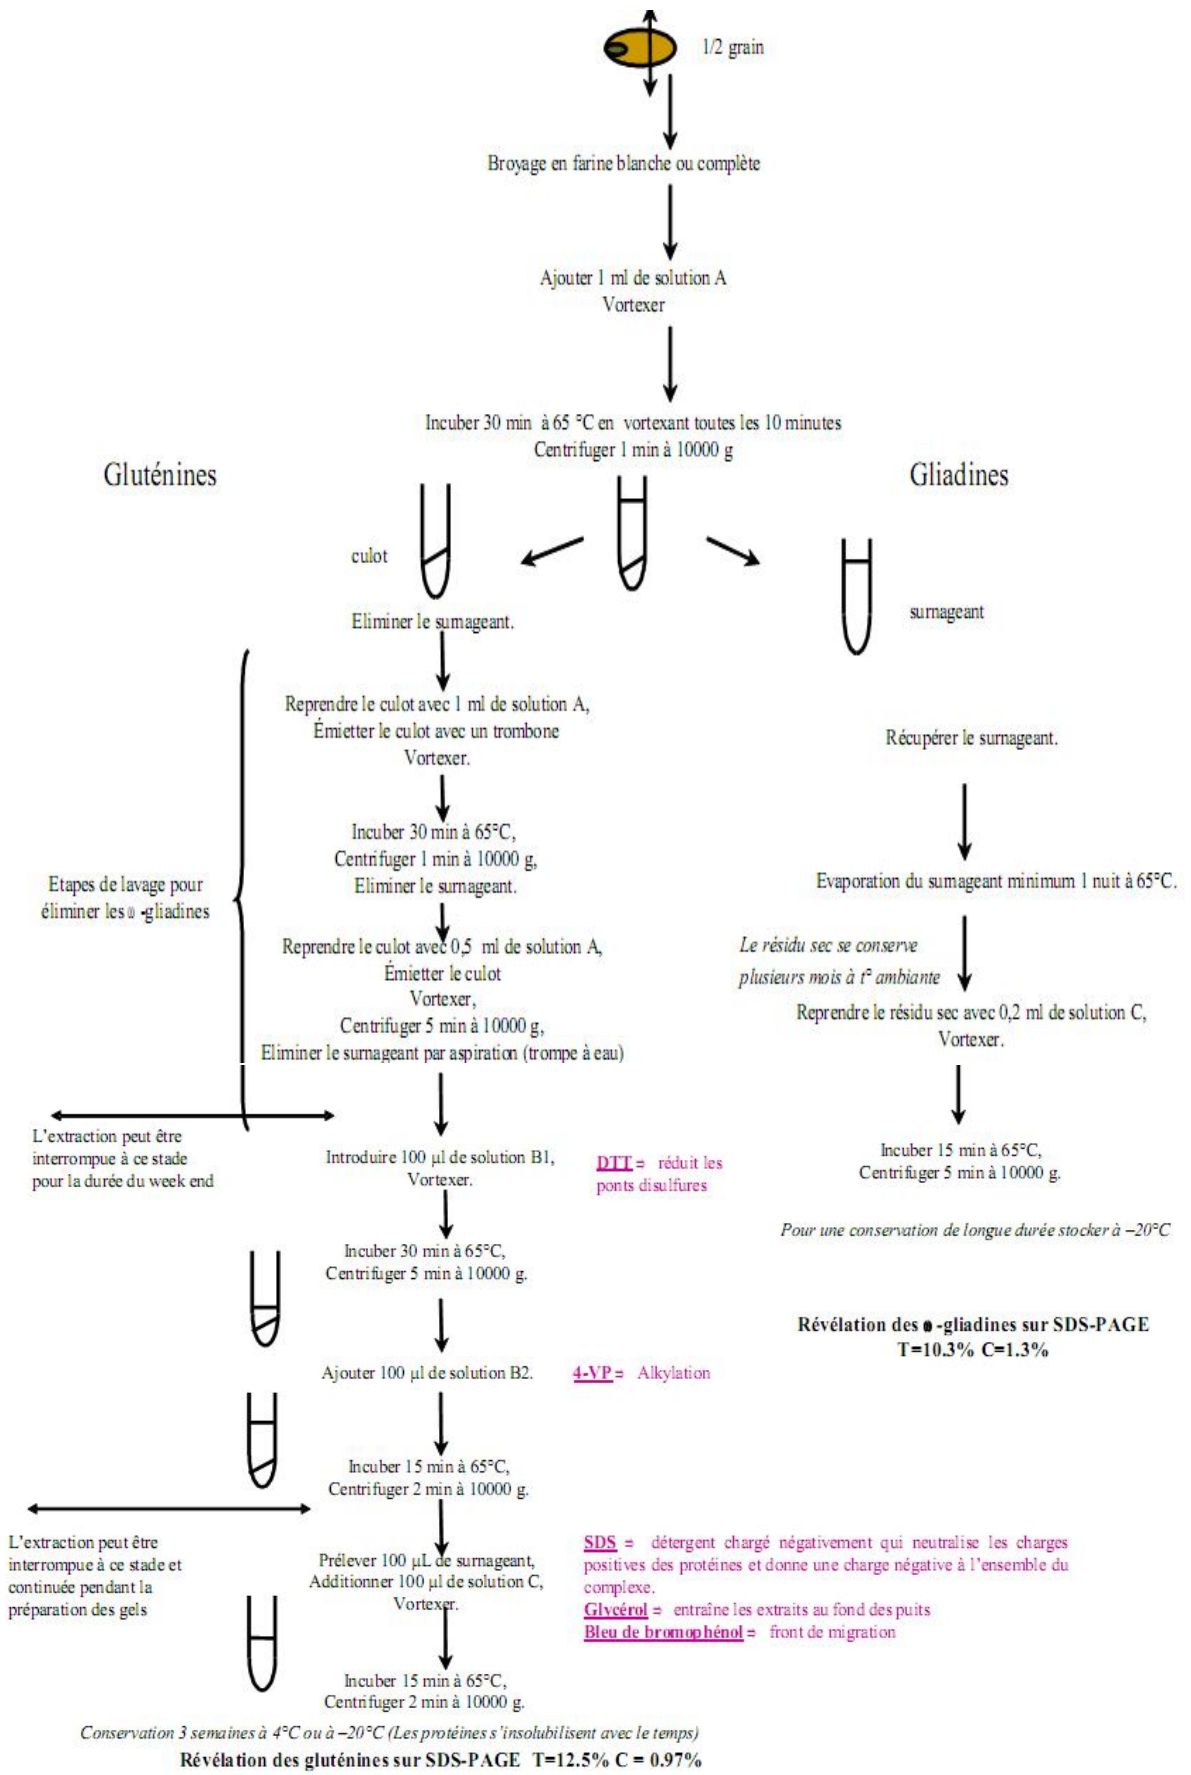 1/2 grain
Broyage en farine blanche ou complète
Ajouter 1 ml de solution A
Vortexer
Incuber 30 min à 65 °C en vortexant toutes les 10 minutes
Centrifuger 1 min à 10000 g
Gluténines
Gliadines
culot
surnageant
Eliminer le surnageant.
Reprendre le culot avec 1 ml de solution A,
Émietter le culot avec un trombone
Vortexer.
Récupérer le surnageant.
Incuber 30 min à 65°C,
Centrifuger 1 min à 10000 g,
Eliminer le surnageant.
Etapes de lavage pour
éliminer les ω -gliadines
Evaporation du surnageant minimum 1 nuit à 65°C.
Reprendre le culot avec 0,5 ml de solution A,
Émietter le culot
Vortexer,
Centrifuger 5 min à 10000 g,
Eliminer le surnageant par aspiration (trompe à eau)
Le résidu sec se conserve
plusieurs mois à t° ambiante
Reprendre le résidu sec avec 0,2 ml de solution C,
Vortexer.
L'extraction peut être
interrompue à ce stade
pour la durée du week end
Introduire 100 µl de solution B1,
Vortexer.
DTT = réduit les
ponts disulfures
Incuber 15 min à 65°C,
Centrifuger 5 min à 10000 g.
Pour une conservation de longue durée stocker à –20°C
Incuber 30 min à 65°C,
Centrifuger 5 min à 10000 g.
Révélation des ω -gliadines sur SDS-PAGE
T=10.3% C=1.3%
Ajouter 100 µl de solution B2.
4-VP = Alkylation
Incuber 15 min à 65°C,
Centrifuger 2 min à 10000 g.
L'extraction peut être
interrompue à ce stade et
continuée pendant la
préparation des gels
Prélever 100 µL de surnageant,
Additionner 100 µl de solution C,
Vortexer.
SDS = détergent chargé négativement qui neutralise les charges
positives des protéines et donne une charge négative à l'ensemble du
complexe.
Glycérol = entraîne les extraits au fond des puits
Bleu de bromophénol = front de migration
Incuber 15 min à 65°C,
Centrifuger 2 min à 10000 g.
Conservation 3 semaines à 4°C ou à –20°C (Les protéines s'insolubilisent avec le temps)
Révélation des gluténines sur SDS-PAGE T=12.5% C = 0.97%